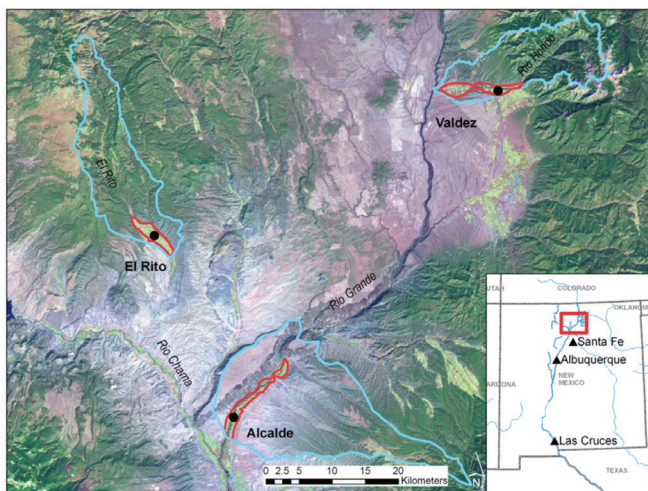 Rio Hondo
Valdez
El Rito
El Rito
Rio Grande
Rio Chama
Alcalde
0 2.5 5 10 15 20
Kilometers
N
UTAH
COLORADO
OKLAHOM
Santa Fe
Albuquerque
ARIZONA
NEW
MEXICO
Las Cruces
TEXAS